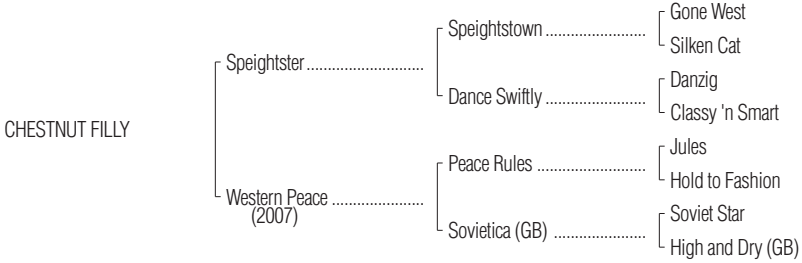 Gone West
Speightstown ........................
Silken Cat
Speightster ...........................
Danzig
Dance Swiftly ........................
Classy 'n Smart
CHESTNUT FILLY
Jules
Peace Rules ..........................
Hold to Fashion
Western Peace .....................
(2007)
Soviet Star
Sovietica (GB) ......................
High and Dry (GB)